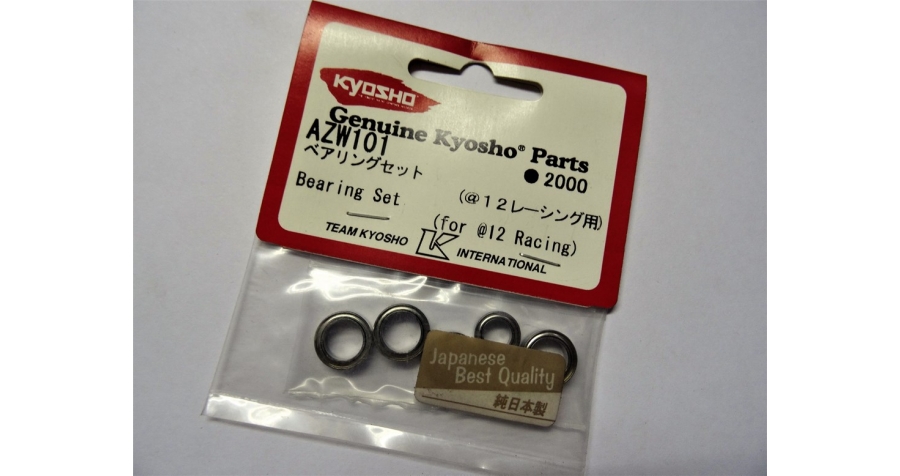 KYOSHO
Genuine Kyosho® Parts
AZW101
●2000
ベアリングセット
(@12レーシング用)
Bearing Set
(for @12 Racing)
TEAM KYOSHO K INTERNATIONAL
Japanese
Best Quality
純日本製